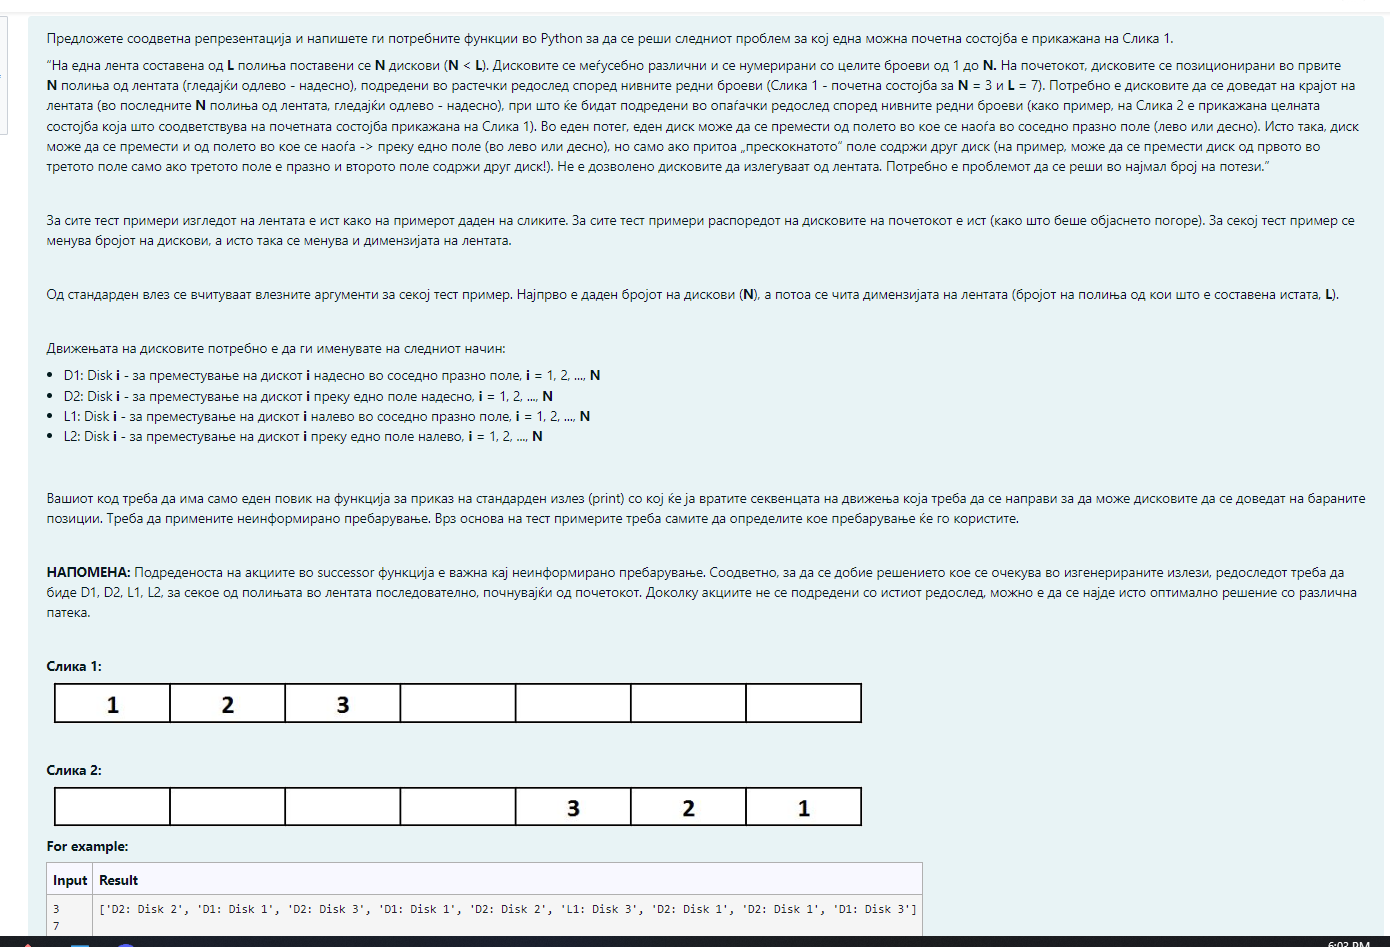 Предложете соодветна репрезентација и напишете ги потребните функции во Python за да се реши следниот проблем за кој една можна почетна состојба е прикажана на Слика 1.
“На една лента составена од L полиња поставени се N дискови (N < L). Дисковите се меѓусебно различни и се нумерирани со целите броеви од 1 до N. На почетокот, дисковите се позиционирани во првите
N полиња од лентата (гледајќи одлево - надесно), подредени во растечки редослед според нивните редни броеви (Слика 1 - почетна состојба за N = 3 и L = 7). Потребно е дисковите да се доведат на крајот на
лентата (во последните N полиња од лентата, гледајќи одлево - надесно), при што ќе бидат подредени во опаѓачки редослед според нивните редни броеви (како пример, на Слика 2 е прикажана целната
состојба која што соодветствува на почетната состојба прикажана на Слика 1). Во еден потег, еден диск може да се премести од полето во кое се наоѓа во соседно празно поле (лево или десно). Исто така, диск
може да се премести и од полето во кое се наоѓа -> преку едно поле (во лево или десно), но само ако притоа „прескокнатото“ поле содржи друг диск (на пример, може да се премести диск од првото во
третото поле само ако третото поле е празно и второто поле содржи друг диск!). Не е дозволено дисковите да излегуваат од лентата. Потребно е проблемот да се реши во најмал број на потези.”
За сите тест примери изгледот на лентата е ист како на примерот даден на сликите. За сите тест примери распоредот на дисковите на почетокот е ист (како што беше објаснето погоре). За секој тест пример се
менува бројот на дискови, а исто така се менува и димензијата на лентата.
Од стандарден влез се вчитуваат влезните аргументи за секој тест пример. Најпрво е даден бројот на дискови (N), а потоа се чита димензијата на лентата (бројот на полиња од кои што е составена истата, L).
Движењата на дисковите потребно е да ги именувате на следниот начин:
• D1: Disk i - за преместување на дискот i надесно во соседно празно поле, i = 1, 2, ..., N
• D2: Disk i - за преместување на дискот i преку едно поле надесно, i = 1, 2, ..., N
• L1: Disk i - за преместување на дискот i налево во соседно празно поле, i = 1, 2, ..., N
• L2: Disk i - за преместување на дискот i преку едно поле налево, i = 1, 2, ..., N
Вашиот код треба да има само еден повик на функција за приказ на стандарден излез (print) со кој ќе ја вратите секвенцата на движења која треба да се направи за да може дисковите да се доведат на бараните
позиции. Треба да примените неинформирано пребарување. Врз основа на тест примерите треба самите да определите кое пребарување ќе го користите.
НАПОМЕНА: Подреденоста на акциите во successor функција е важна кај неинформирано пребарување. Соодветно, за да се добие решението кое се очекува во изгенерираните излези, редоследот треба да
биде D1, D2, L1, L2, за секое од полињата во лентата последователно, почнувајќи од почетокот. Доколку акциите не се подредени со истиот редослед, можно е да се најде исто оптимално решение со различна
патека.
Слика 1:
1 2 3
Слика 2:
3 2 1
For example:
Input Result
3 ['D2: Disk 2', 'D1: Disk 1', 'D2: Disk 3', 'D1: Disk 1', 'D2: Disk 2', 'L1: Disk 3', 'D2: Disk 1', 'D2: Disk 1', 'D1: Disk 3']
7